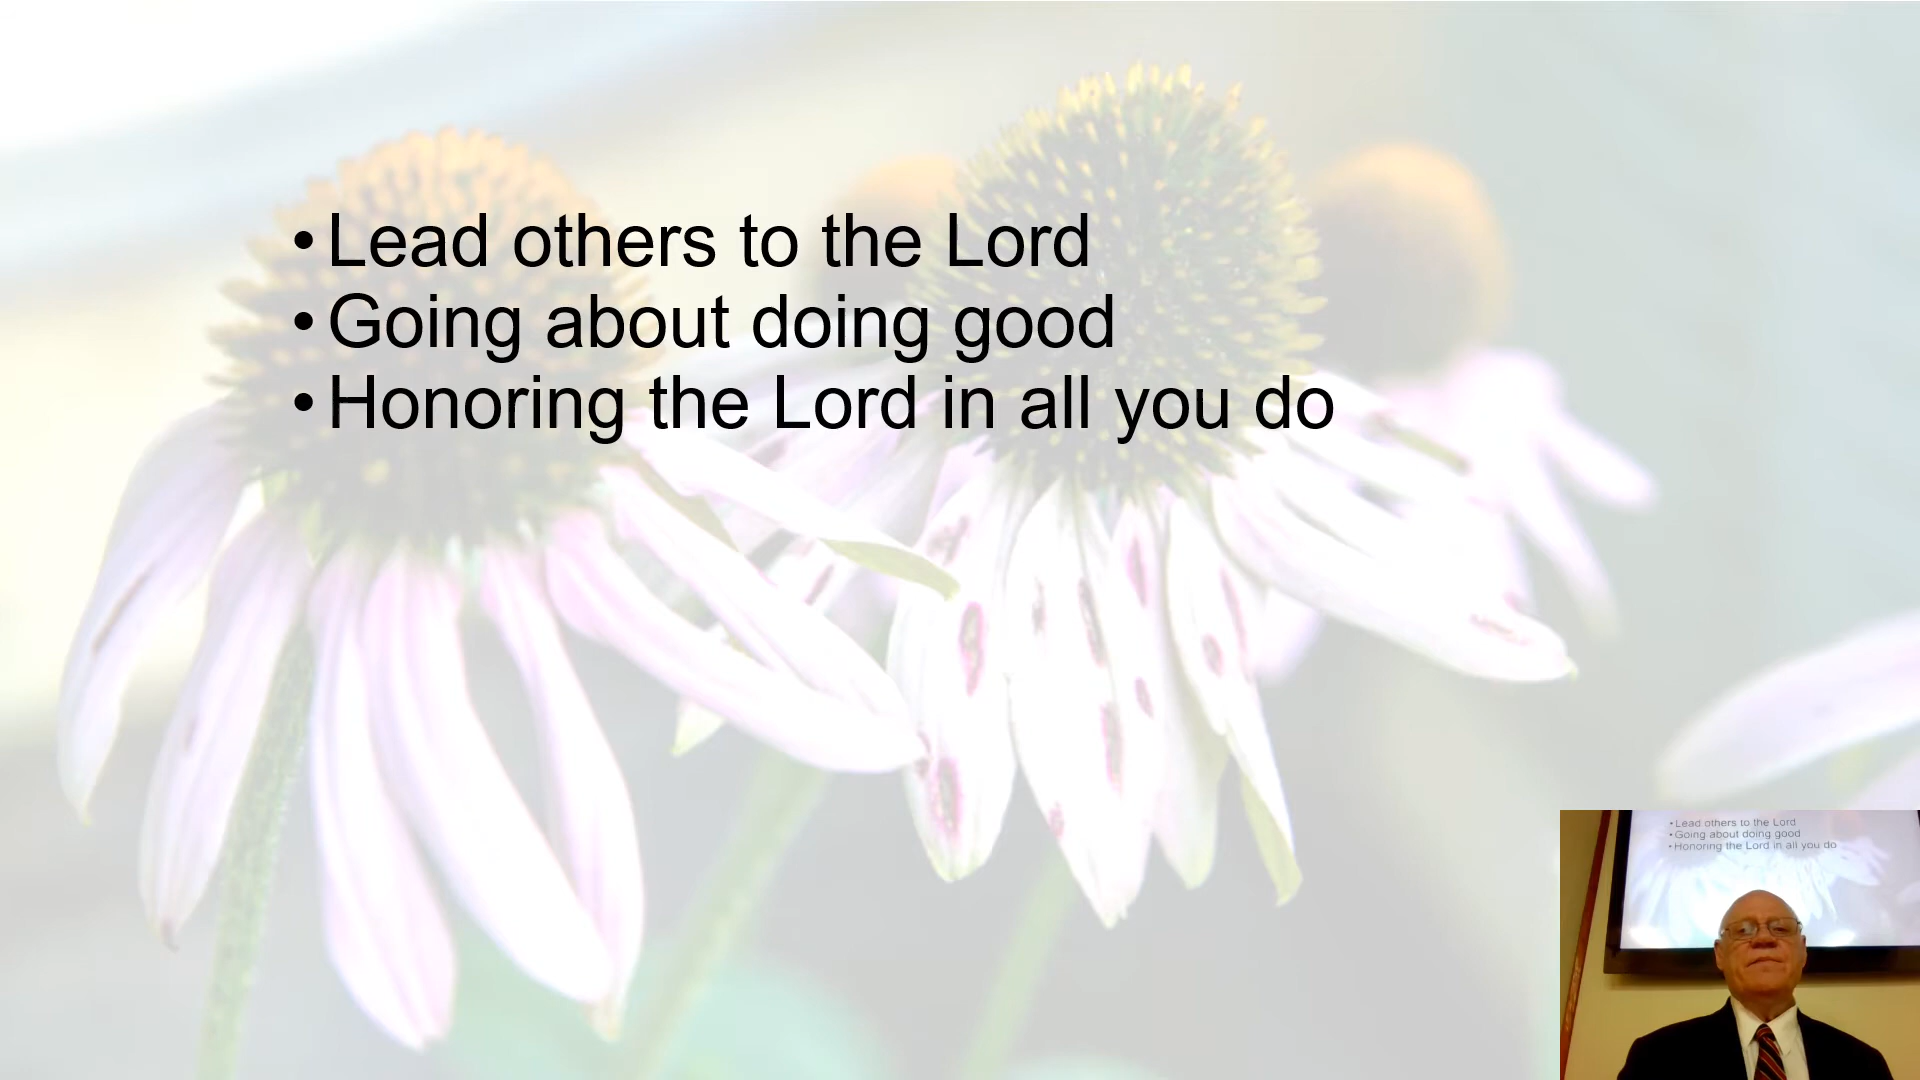 • Lead others to the Lord
• Going about doing good
• Honoring the Lord in all you do
• Lead others to the Lord
• Going about doing good
• Honoring the Lord in all you do